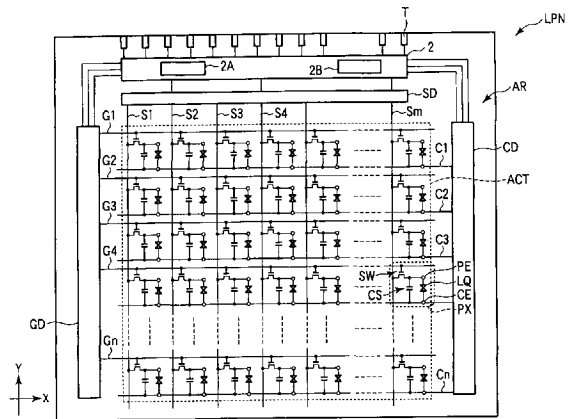 T
LPN
2
2A
2B
AR
SD
S1 S2 S3 S4 Sm
G1
CD
C1
G2
ACT
C2
G3
C3
G4
SW
PE
LQ
CS
CE
PX
GD
Gn
Cn
Y
X